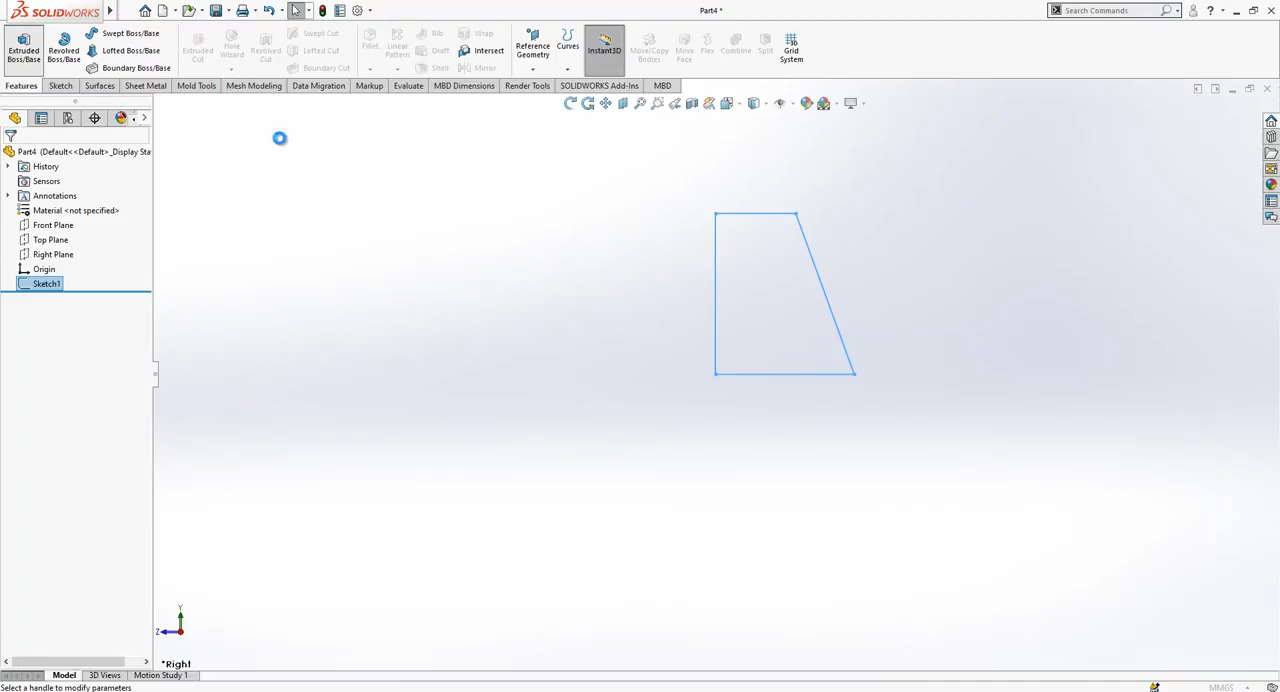 SOLIDWORKS
Part4 *
Search Commands
Extruded Boss/Base
Revolved Boss/Base
Swept Boss/Base
Lofted Boss/Base
Boundary Boss/Base
Extruded Cut
Hole Wizard
Revolved Cut
Swept Cut
Lofted Cut
Boundary Cut
Fillet
Linear Pattern
Rib
Draft
Shell
Wrap
Intersect
Mirror
Reference Geometry
Curves
Instant3D
Move/Copy Bodies
Move Face
Flex
Combine
Split
Grid System
Features Sketch Surfaces Sheet Metal Mold Tools Mesh Modeling Data Migration Markup Evaluate MBD Dimensions Render Tools SOLIDWORKS Add-Ins MBD
Part4 (Default<<Default>_Display Sta
History
Sensors
Annotations
Material <not specified>
Front Plane
Top Plane
Right Plane
Origin
Sketch1
Y
Z
*Right
Model 3D Views Motion Study 1
Select a handle to modify parameters
MMGS